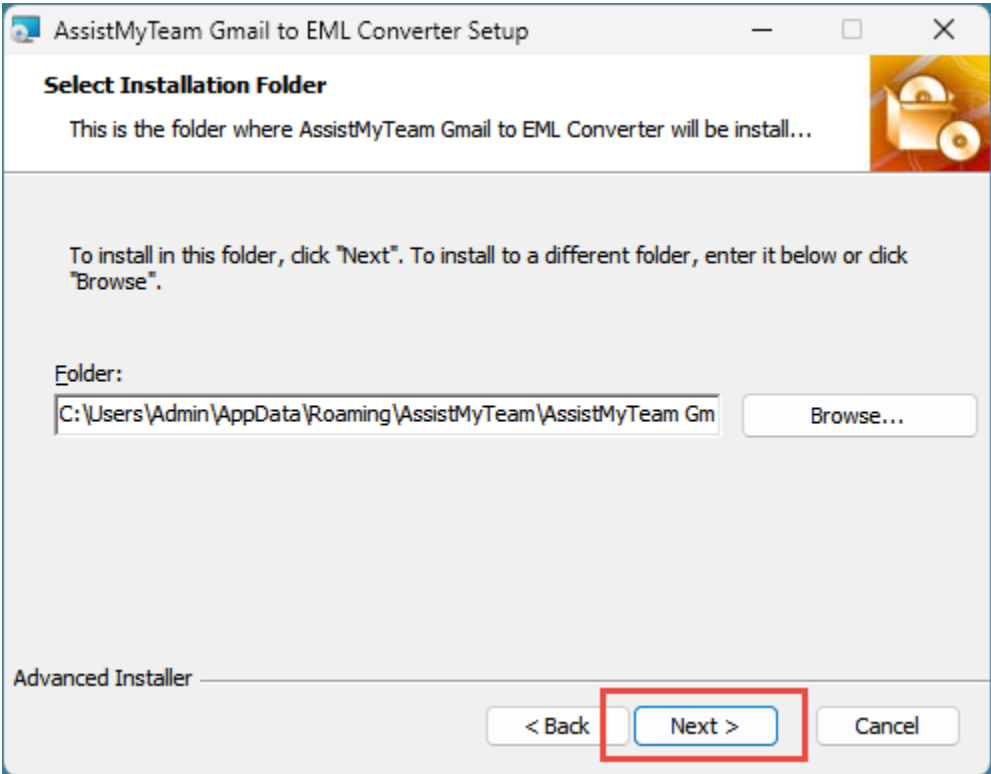 AssistMyTeam Gmail to EML Converter Setup
Select Installation Folder
This is the folder where AssistMyTeam Gmail to EML Converter will be install...
To install in this folder, click "Next". To install to a different folder, enter it below or click
"Browse".
Folder:
C:\Users\Admin\AppData\Roaming\AssistMyTeam\AssistMyTeam Gm
Browse...
Advanced Installer
< Back
Next >
Cancel